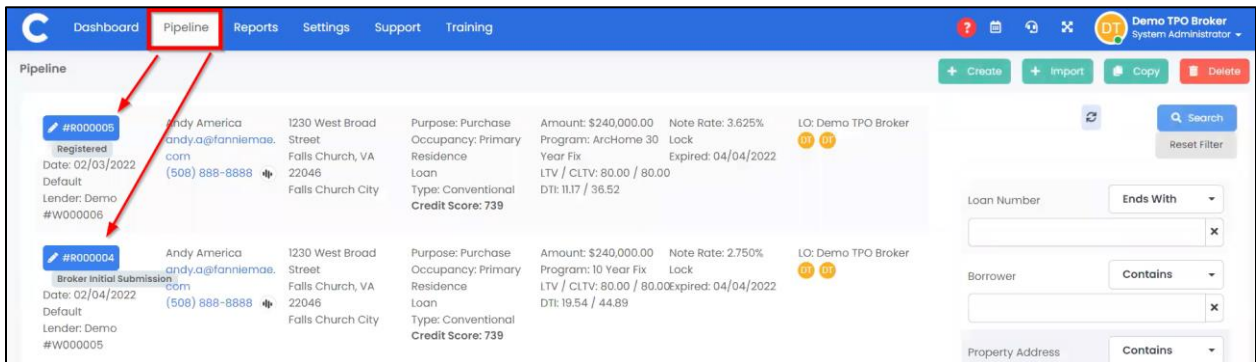 Dashboard Pipeline Reports Settings Support Training
? DT Demo TPO Broker
System Administrator
Pipeline
+ Create + Import Copy Delete
#R000005
Registered
Date: 02/03/2022
Default
Lender: Demo
#W000006
Andy America
andy.a@fanniemae.
com
(508) 888-8888
1230 West Broad
Street
Falls Church, VA
22046
Falls Church City
Purpose: Purchase
Occupancy: Primary
Residence
Loan
Type: Conventional
Credit Score: 739
Amount: $240,000.00
Program: ArcHome 30
Year Fix
LTV / CLTV: 80.00 / 80.00
DTI: 11.17 / 36.52
Note Rate: 3.625%
Lock
Expired: 04/04/2022
LO: Demo TPO Broker
DT DT
#R000004
Broker Initial Submission
Date: 02/04/2022
Default
Lender: Demo
#W000005
Andy America
andy.a@fanniemae.
com
(508) 888-8888
1230 West Broad
Street
Falls Church, VA
22046
Falls Church City
Purpose: Purchase
Occupancy: Primary
Residence
Loan
Type: Conventional
Credit Score: 739
Amount: $240,000.00
Program: 10 Year Fix
LTV / CLTV: 80.00 / 80.00
DTI: 19.54 / 44.89
Note Rate: 2.750%
Lock
Expired: 04/04/2022
LO: Demo TPO Broker
DT DT
Search
Reset Filter
Loan Number Ends With
Borrower Contains
Property Address Contains